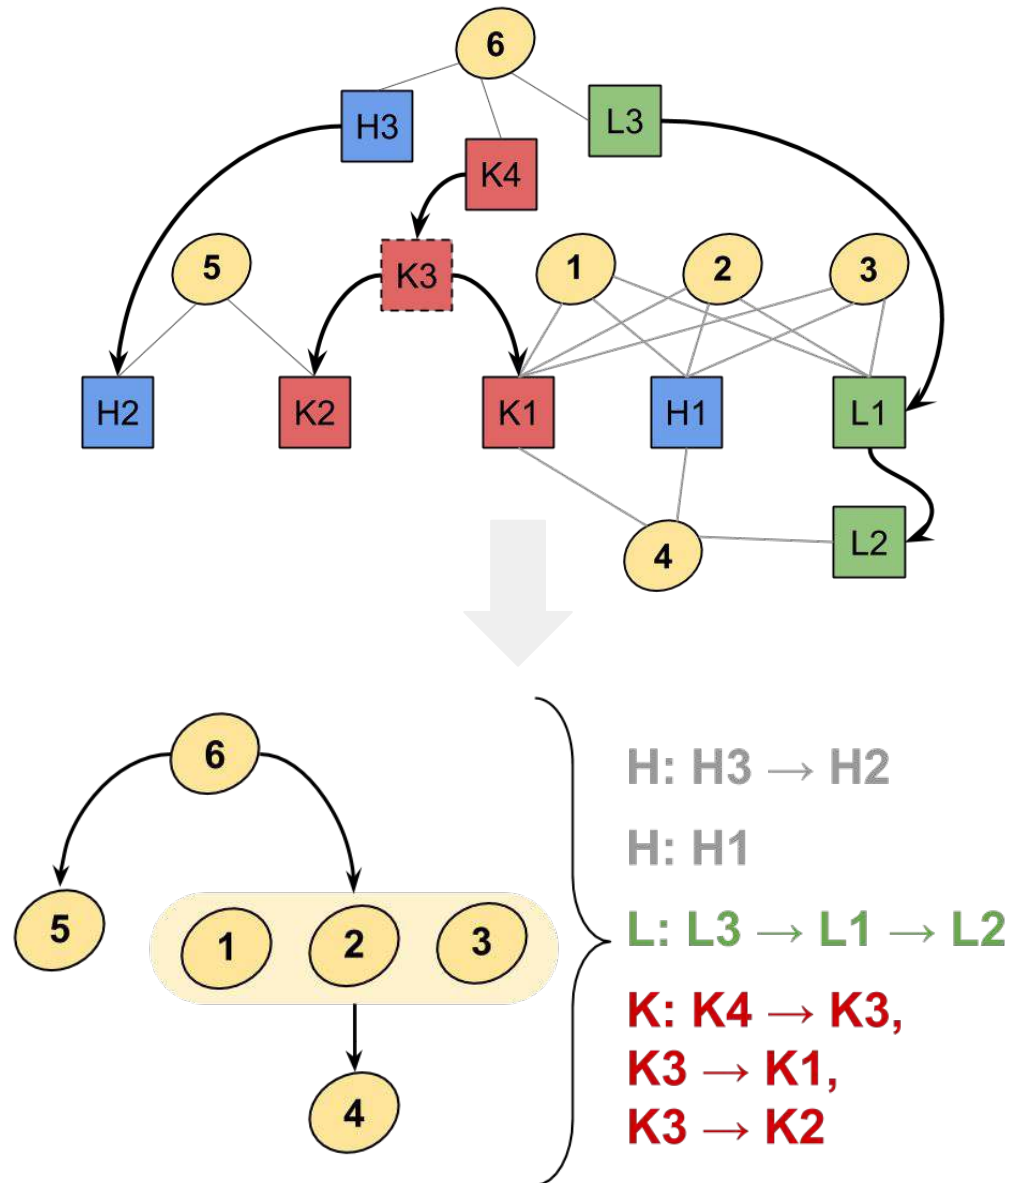 6
H3
L3
K4
5
K3
1
2
3
H2
K2
K1
H1
L1
4
L2
6
H: H3 → H2
H: H1
5
1
2
3
L: L3 → L1 → L2
K: K4 → K3,
K3 → K1,
4
K3 → K2